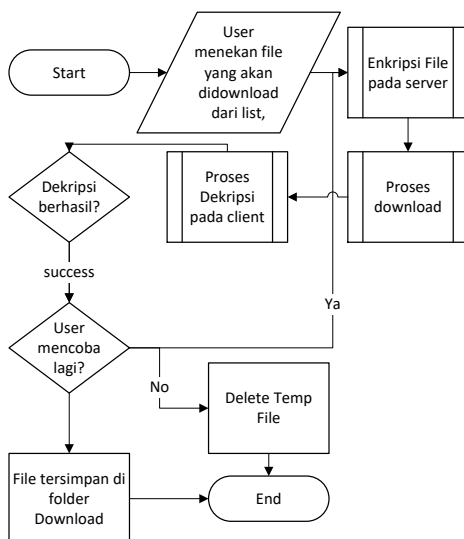 Start
User
menekan file
yang akan
didownload
dari list,
Enkripsi File
pada server
Dekripsi
berhasil?
Proses
Dekripsi
pada client
Proses
download
success
Ya
User
mencoba
lagi?
No
Delete Temp
File
File tersimpan di
folder
Download
End